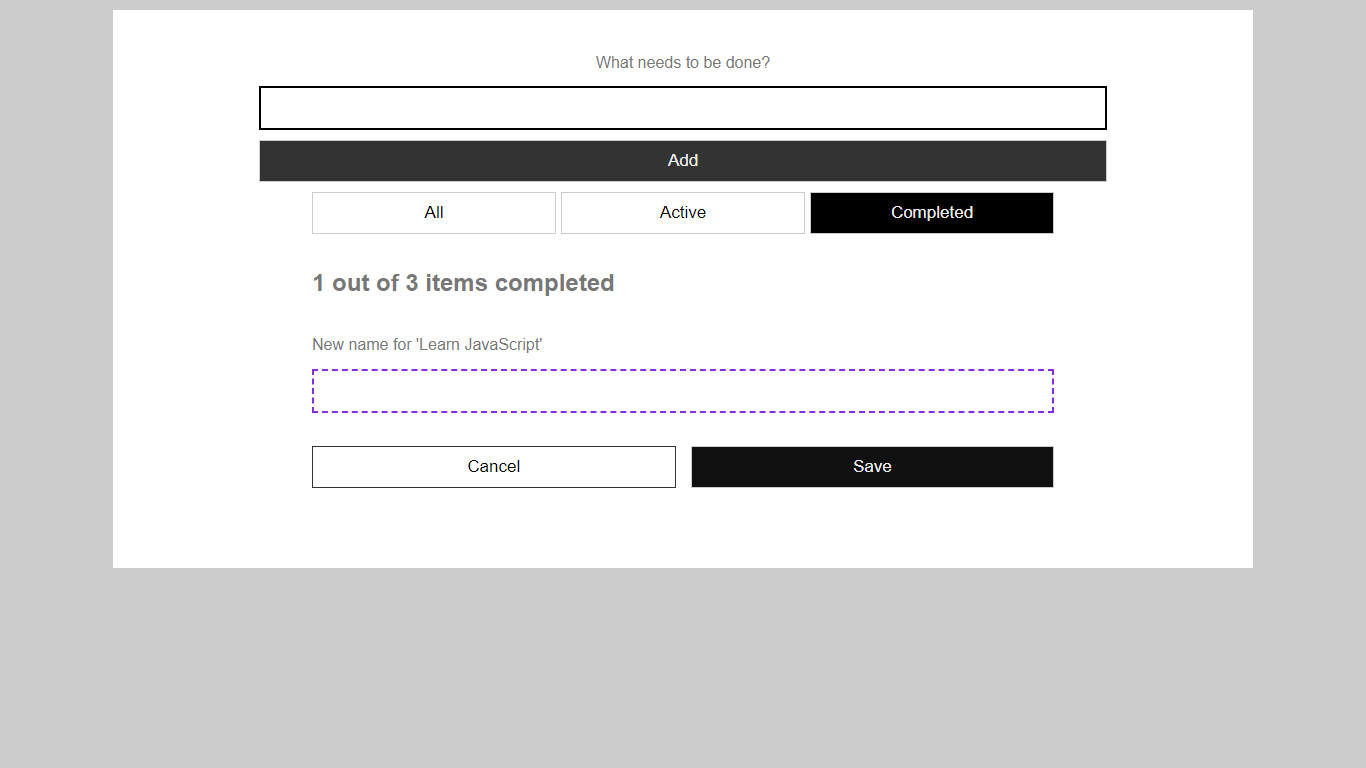 What needs to be done?
Add
All Active Completed
1 out of 3 items completed
New name for 'Learn JavaScript'
Cancel Save